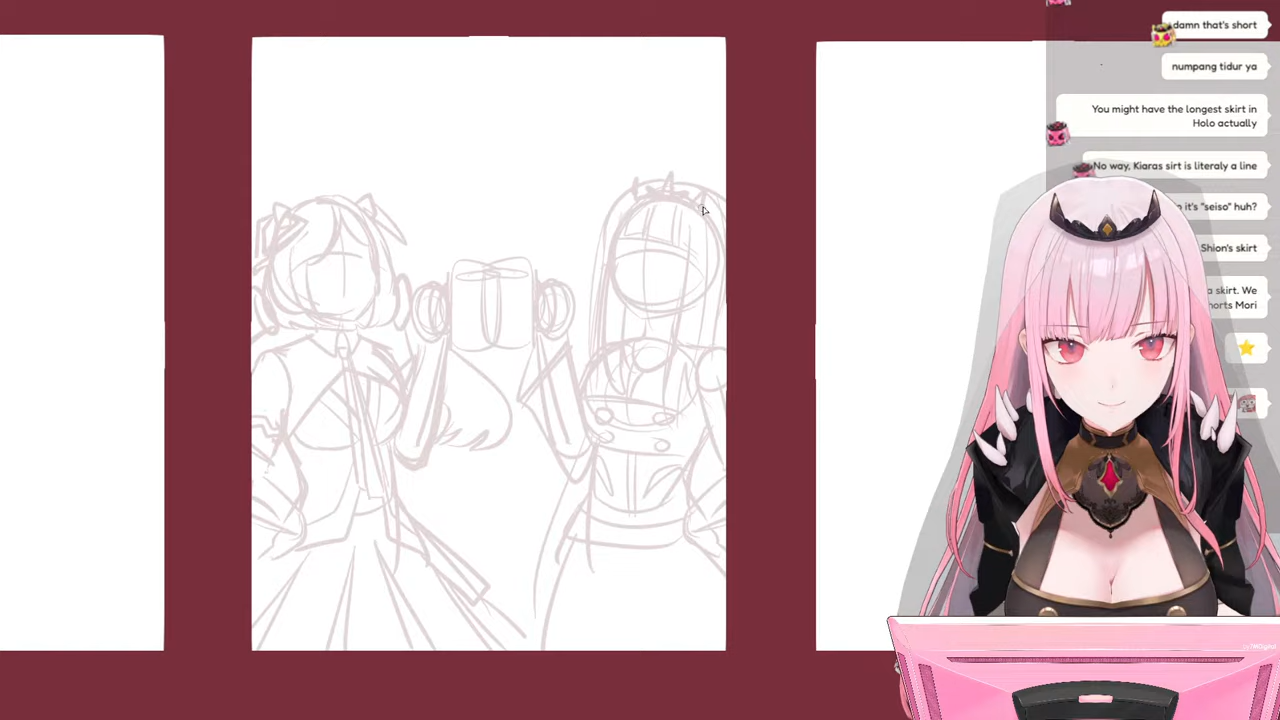 damn that's short
numpang tidur ya
You might have the longest skirt in
Holo actually
No way, Kiaras sirt is literaly a line
it's "seiso" huh?
Shion's skirt
a skirt. We
Mori